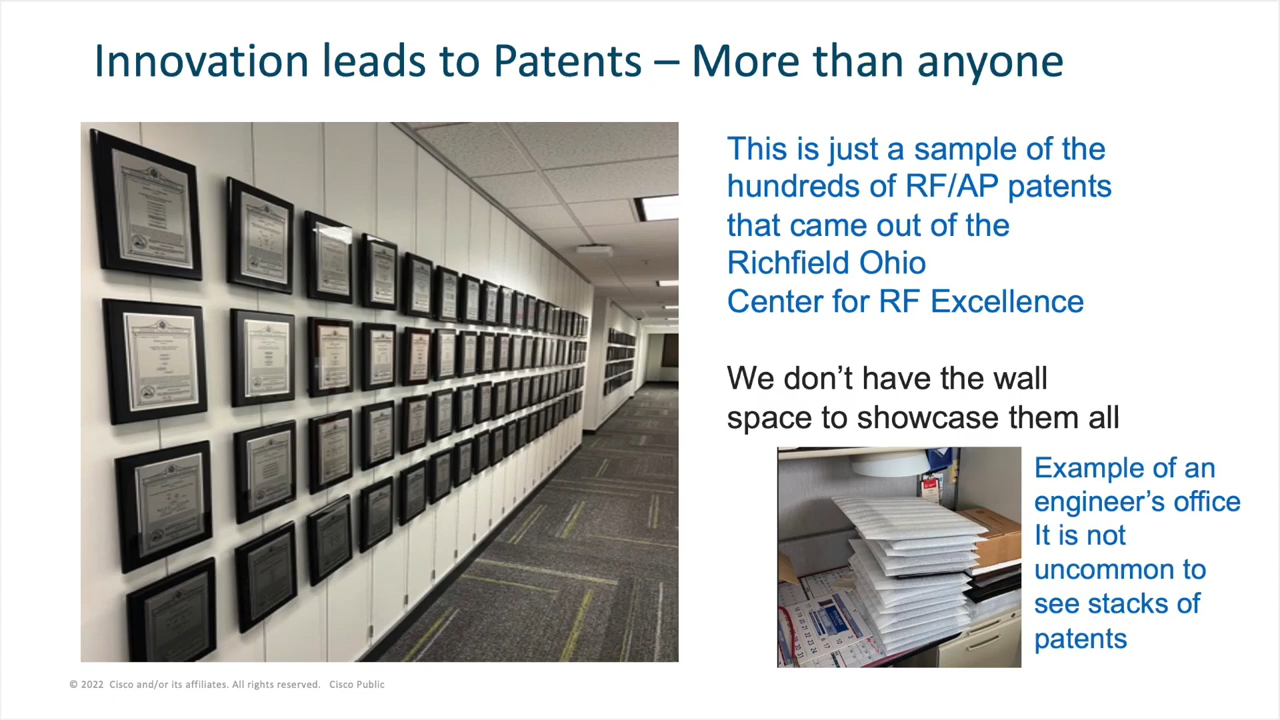 Innovation leads to Patents – More than anyone
This is just a sample of the
hundreds of RF/AP patents
that came out of the
Richfield Ohio
Center for RF Excellence
We don’t have the wall
space to showcase them all
Example of an
engineer’s office
It is not
uncommon to
see stacks of
patents
© 2022 Cisco and/or its affiliates. All rights reserved. Cisco Public